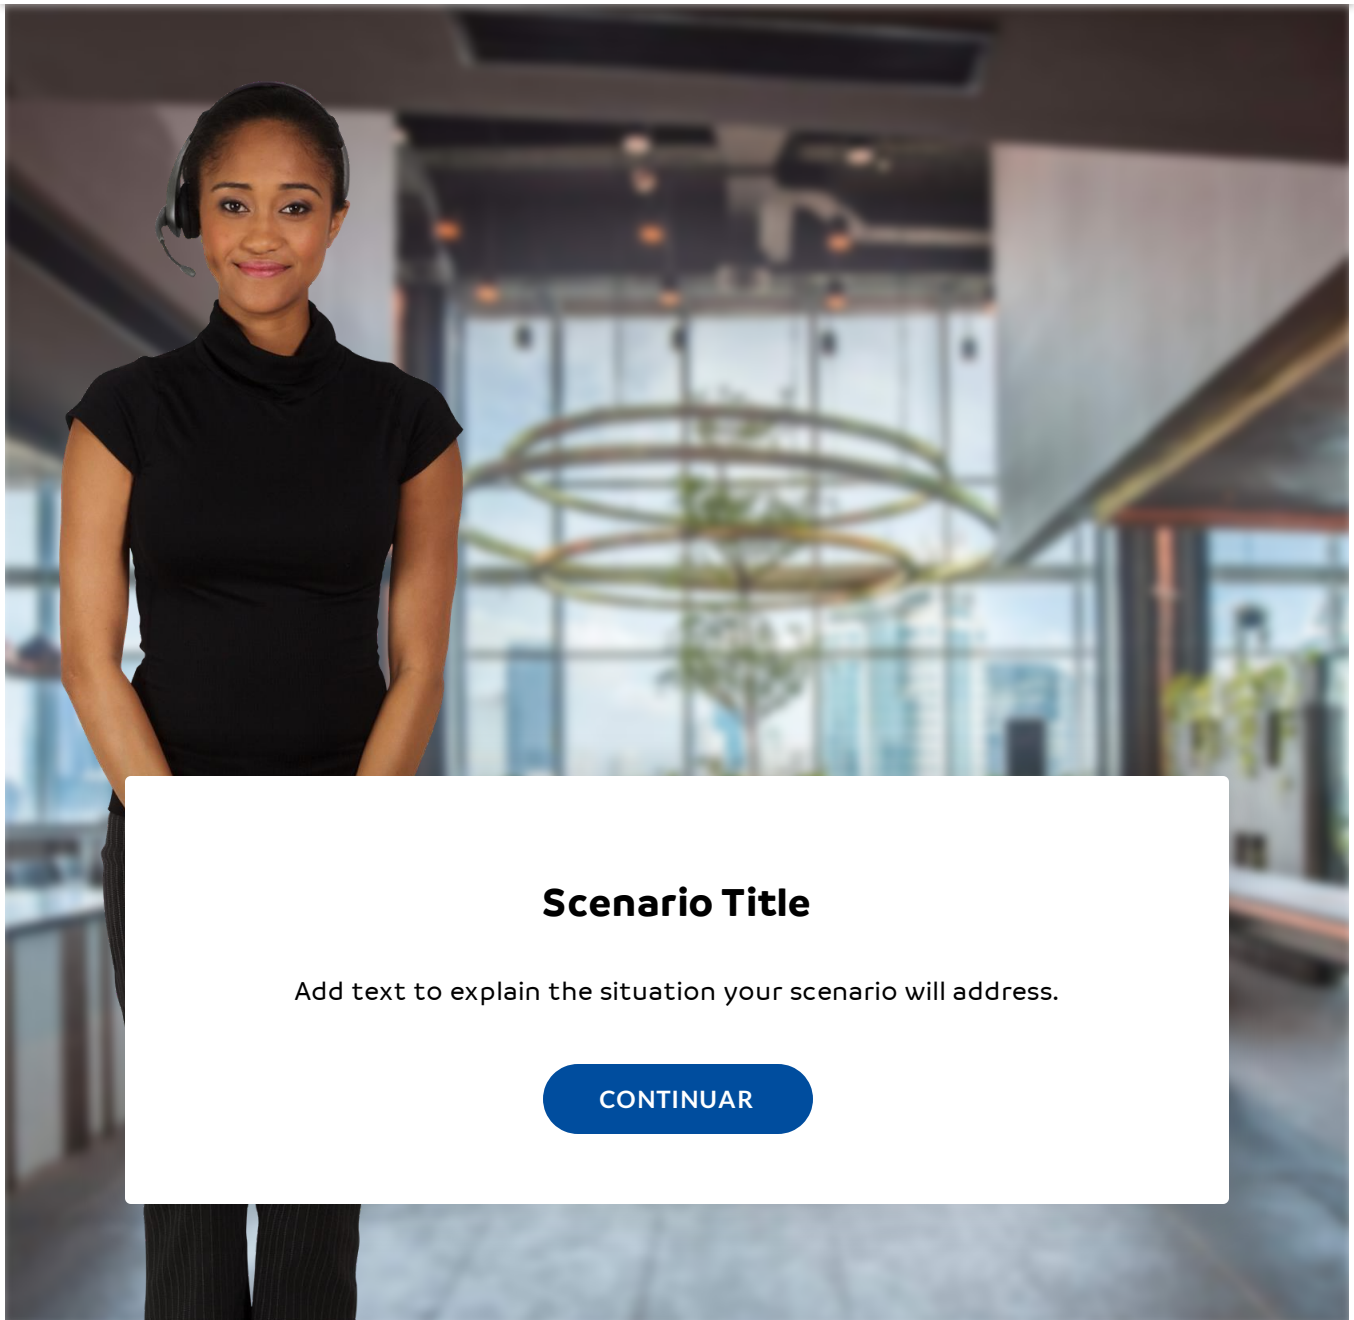 Scenario Title
Add text to explain the situation your scenario will address.
CONTINUAR